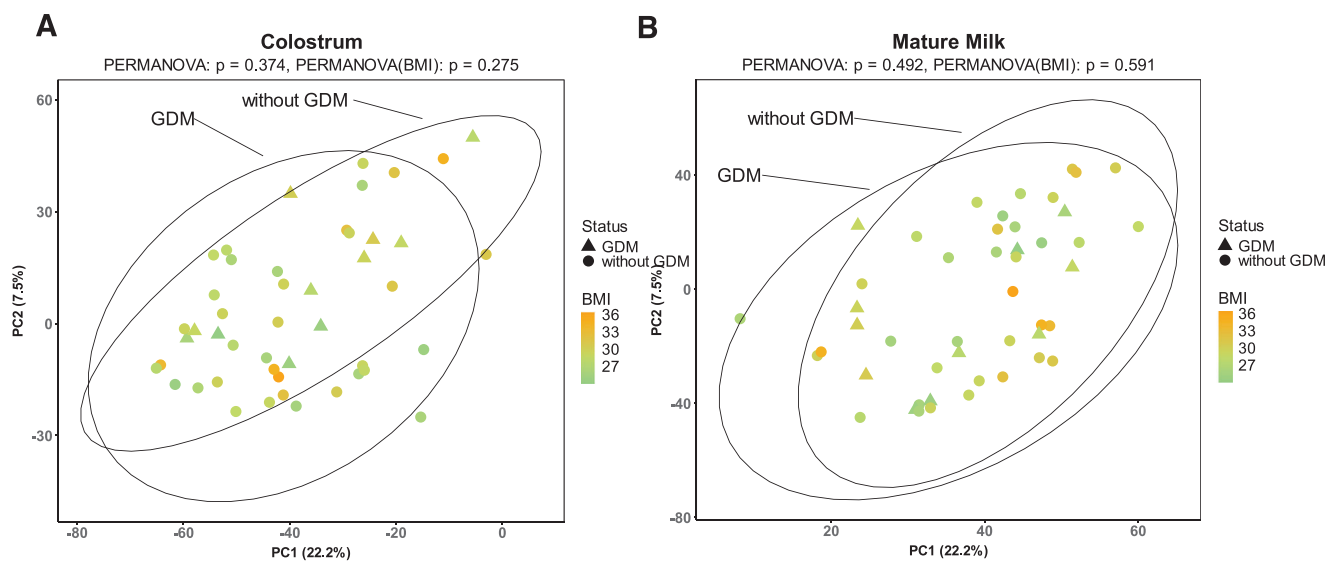 A
Colostrum
PERMANOVA: p = 0.374, PERMANOVA(BMI): p = 0.275
without GDM
GDM
60
30
0
-30
PC2 (7.5%)
-80
-60
-40
-20
0
PC1 (22.2%)
Status
GDM
without GDM
BMI
36
33
30
27
B
Mature Milk
PERMANOVA: p = 0.492, PERMANOVA(BMI): p = 0.591
without GDM
GDM
40
0
-40
-80
PC2 (7.5%)
20
40
60
PC1 (22.2%)
Status
GDM
without GDM
BMI
36
33
30
27